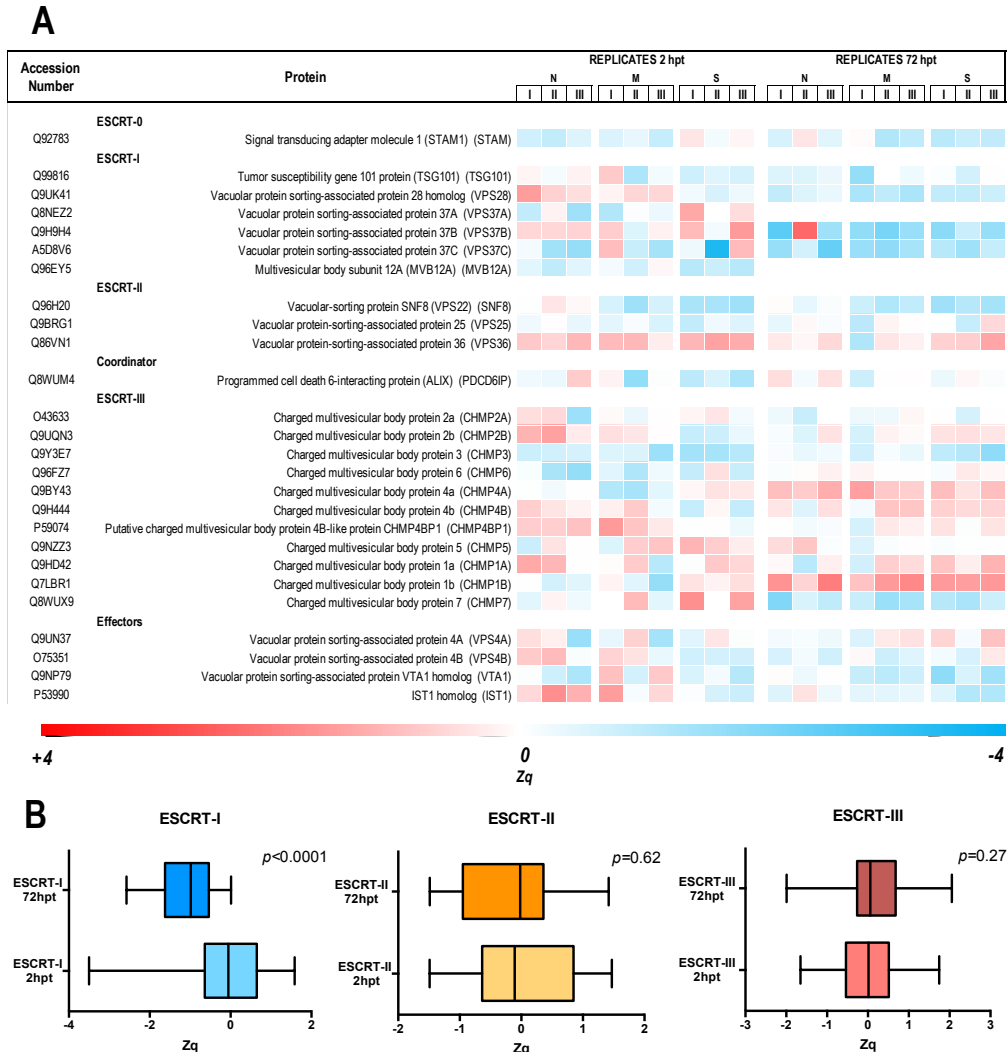 A
Accession Number
Protein
REPLICATES 2 hpt
REPLICATES 72 hpt
N M S N M S
I II III I II III I II III I II III I II III I II III
ESCRT-0
Q92783 Signal transducing adapter molecule 1 (STAM1) (STAM)
ESCRT-I
Q99816 Tumor susceptibility gene 101 protein (TSG101) (TSG101)
Q9UK41 Vacuolar protein sorting-associated protein 28 homolog (VPS28)
Q8NEZ2 Vacuolar protein sorting-associated protein 37A (VPS37A)
Q9H9H4 Vacuolar protein sorting-associated protein 37B (VPS37B)
A5D8V6 Vacuolar protein sorting-associated protein 37C (VPS37C)
Q96EY5 Multivesicular body subunit 12A (MVB12A) (MVB12A)
ESCRT-II
Q96H20 Vacuolar-sorting protein SNF8 (VPS22) (SNF8)
Q9BRG1 Vacuolar protein-sorting-associated protein 25 (VPS25)
Q86VN1 Vacuolar protein-sorting-associated protein 36 (VPS36)
Coordinator
Q8WUM4 Programmed cell death 6-interacting protein (ALIX) (PDCD6IP)
ESCRT-III
O43633 Charged multivesicular body protein 2a (CHMP2A)
Q9UQN3 Charged multivesicular body protein 2b (CHMP2B)
Q9Y3E7 Charged multivesicular body protein 3 (CHMP3)
Q96FZ7 Charged multivesicular body protein 6 (CHMP6)
Q9BY43 Charged multivesicular body protein 4a (CHMP4A)
Q9H444 Charged multivesicular body protein 4b (CHMP4B)
P59074 Putative charged multivesicular body protein 4B-like protein CHMP4BP1 (CHMP4BP1)
Q9NZZ3 Charged multivesicular body protein 5 (CHMP5)
Q9HD42 Charged multivesicular body protein 1a (CHMP1A)
Q7LBR1 Charged multivesicular body protein 1b (CHMP1B)
Q8WUX9 Charged multivesicular body protein 7 (CHMP7)
Effectors
Q9UN37 Vacuolar protein sorting-associated protein 4A (VPS4A)
O75351 Vacuolar protein sorting-associated protein 4B (VPS4B)
Q9NP79 Vacuolar protein sorting-associated protein VTA1 homolog (VTA1)
P53990 IST1 homolog (IST1)
+4 0 -4
Zq
B
ESCRT-I
p<0.0001
ESCRT-I
72hpt
ESCRT-I
2hpt
-4 -2 0 2
Zq
ESCRT-II
p=0.62
ESCRT-II
72hpt
ESCRT-II
2hpt
-2 -1 0 1 2
Zq
ESCRT-III
p=0.27
ESCRT-III
72hpt
ESCRT-III
2hpt
-3 -2 -1 0 1 2 3
Zq